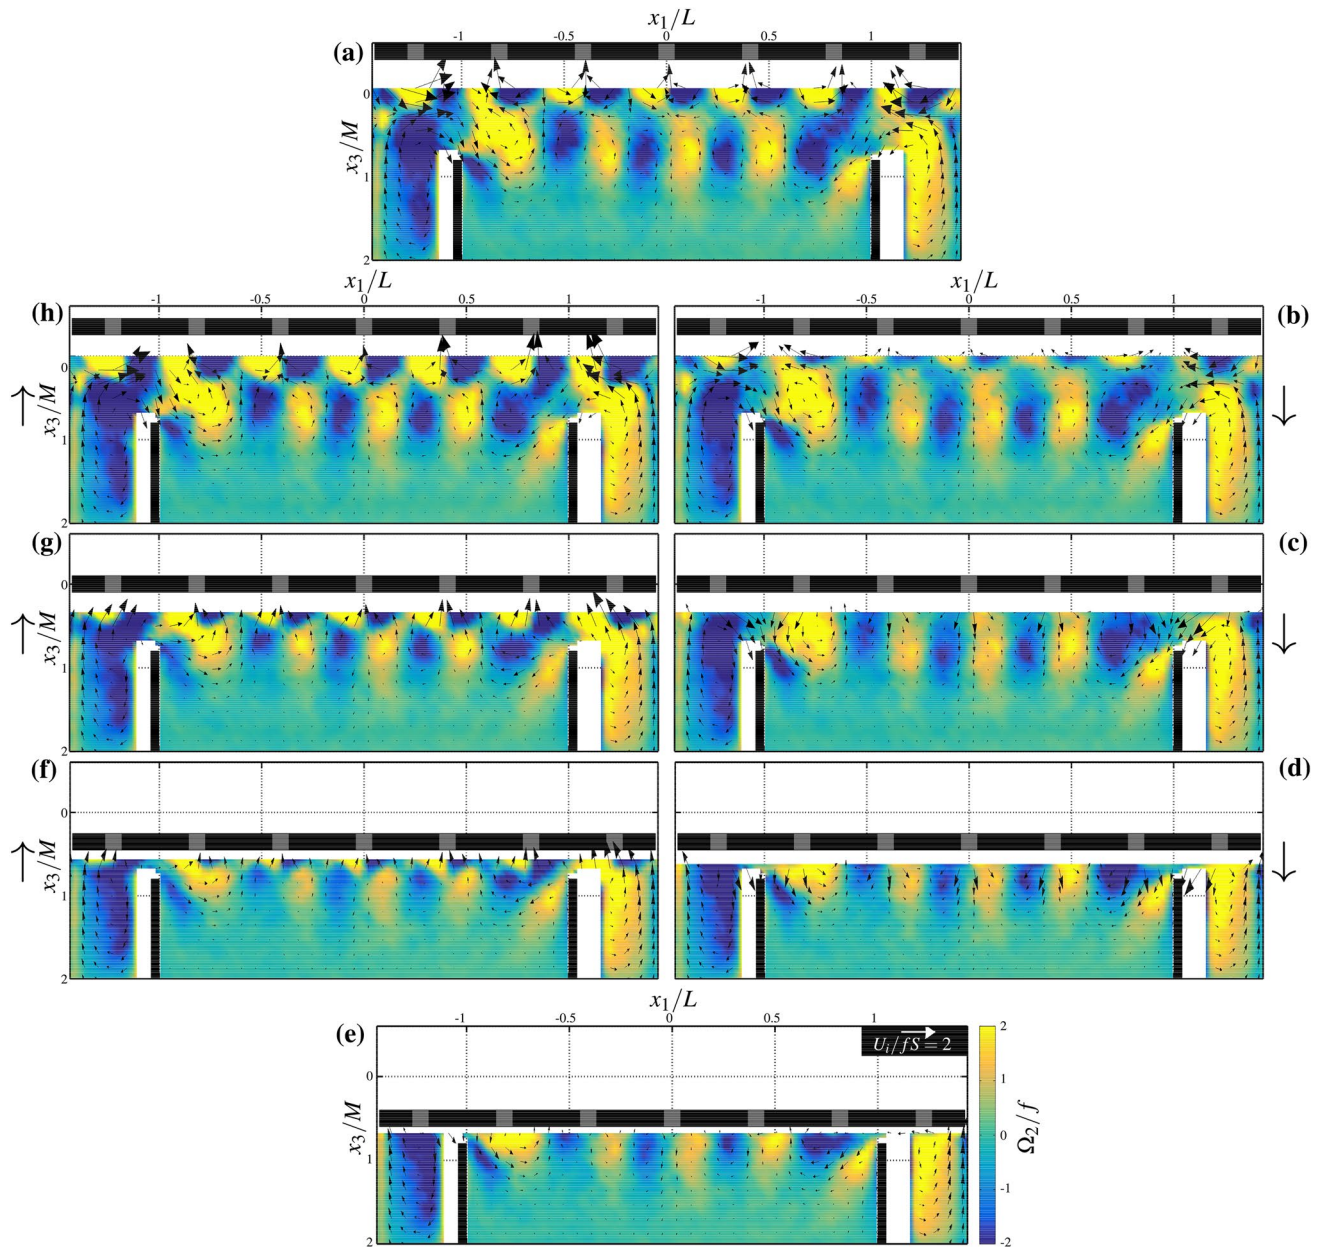 x₁/L
(a)
-1 -0.5 0 0.5 1
0
x₃/M
1
2
x₁/L x₁/L
(h) -1 -0.5 0 0.5 1 -1 -0.5 0 0.5 1 (b)
0
↑ x₃/M ↓
1
2
(g) (c)
0
↑ x₃/M ↓
1
2
(f) (d)
0
↑ x₃/M ↓
1
2
x₁/L
(e) -1 -0.5 0 0.5 1
Uᵢ/fS = 2
0
x₃/M
1
2
2
1
0
-1
-2
Ω₂/f